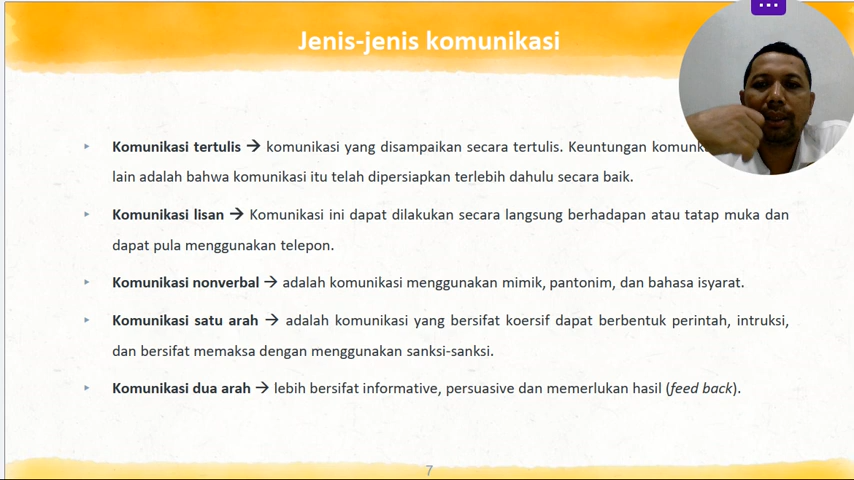 Jenis-jenis komunikasi
Komunikasi tertulis → komunikasi yang disampaikan secara tertulis. Keuntungan
lain adalah bahwa komunikasi itu telah dipersiapkan terlebih dahulu secara baik.
Komunikasi lisan → Komunikasi ini dapat dilakukan secara langsung berhadapan atau tatap muka dan
dapat pula menggunakan telepon.
Komunikasi nonverbal → adalah komunikasi menggunakan mimik, pantonim, dan bahasa isyarat.
Komunikasi satu arah → adalah komunikasi yang bersifat koersif dapat berbentuk perintah, intruksi,
dan bersifat memaksa dengan menggunakan sanksi-sanksi.
Komunikasi dua arah → lebih bersifat informative, persuasive dan memerlukan hasil (feed back).
7